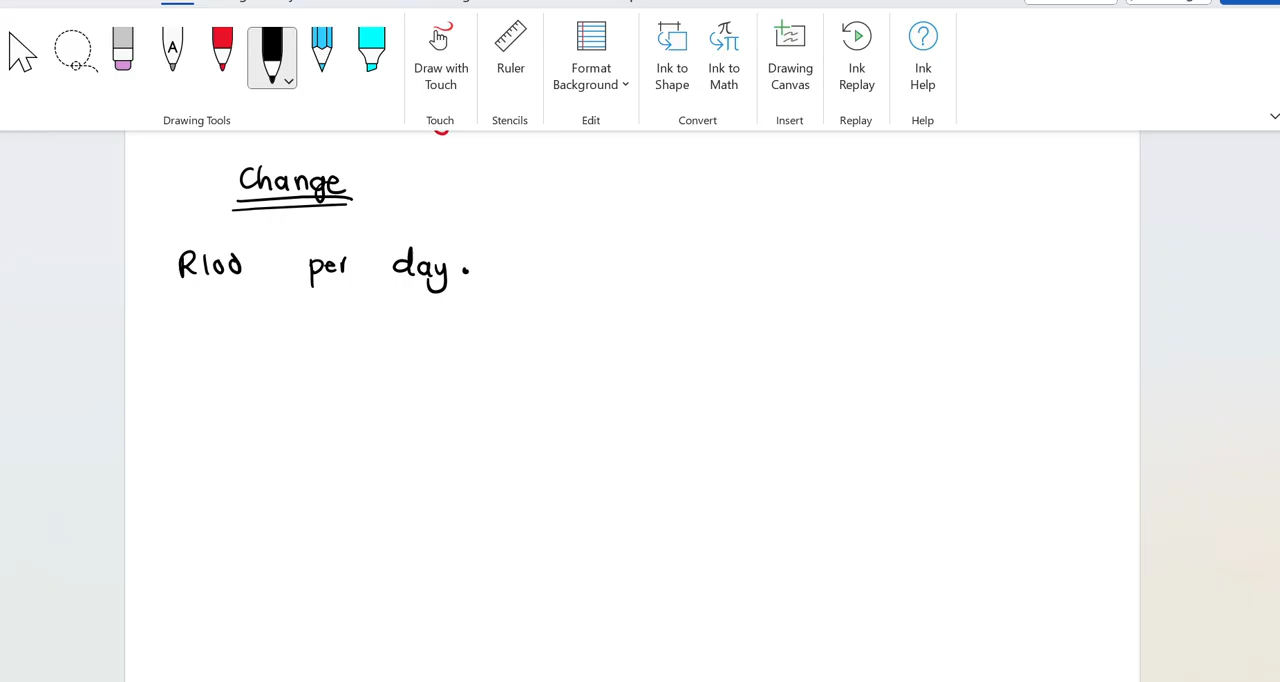 Draw with Touch
Ruler
Format Background
Ink to Shape
Ink to Math
Drawing Canvas
Ink Replay
Ink Help
Drawing Tools
Touch
Stencils
Edit
Convert
Insert
Replay
Help
Change
R100 per day.